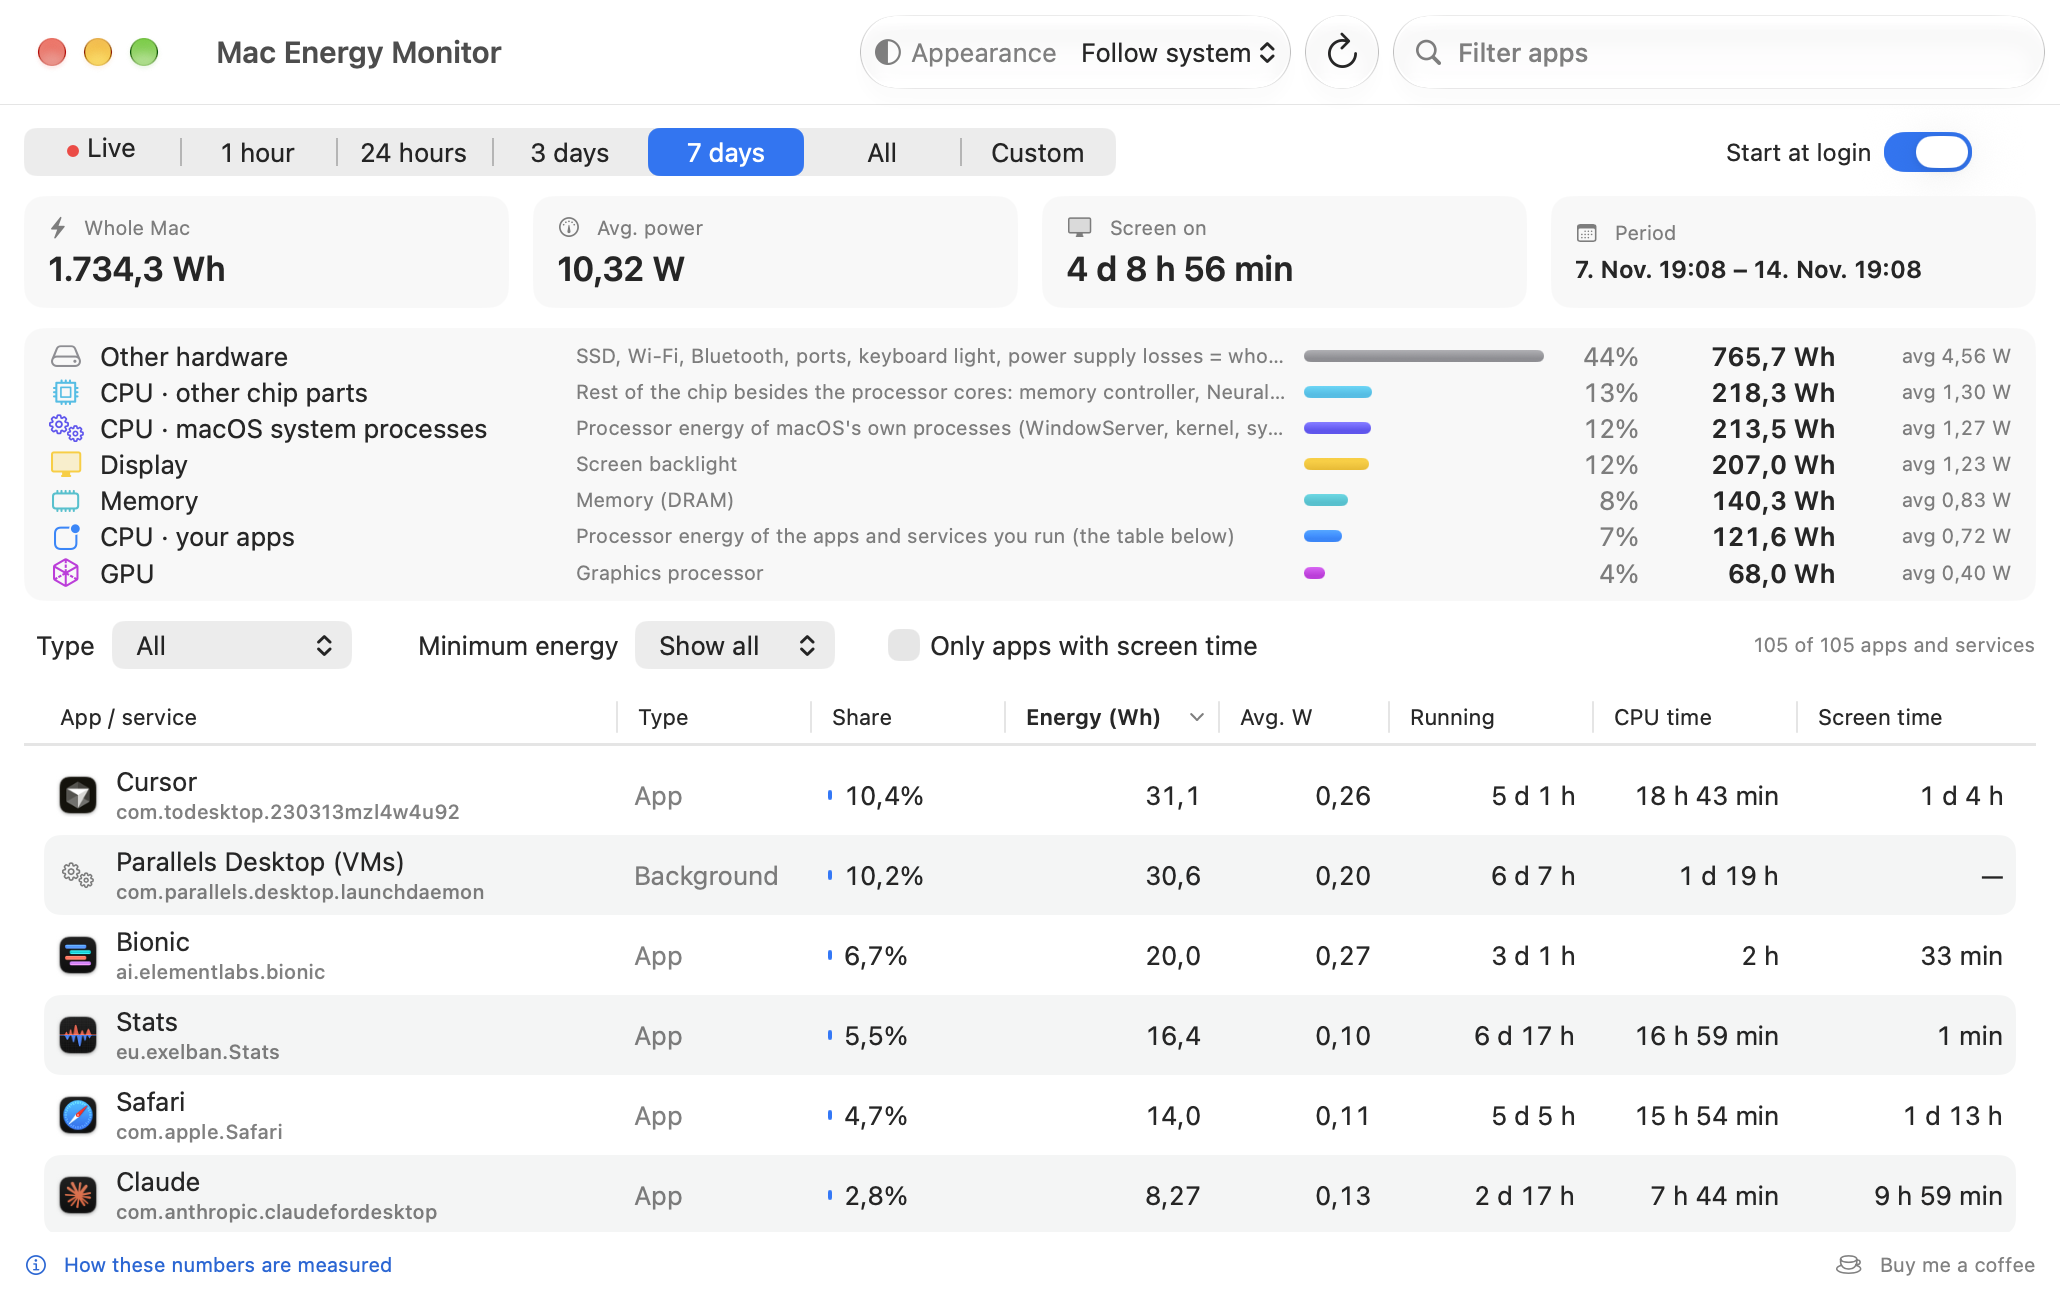 Mac Energy Monitor
Appearance Follow system
Filter apps
Live 1 hour 24 hours 3 days 7 days All Custom
Start at login
Whole Mac
1.734,3 Wh
Avg. power
10,32 W
Screen on
4 d 8 h 56 min
Period
7. Nov. 19:08 – 14. Nov. 19:08
Other hardware SSD, Wi-Fi, Bluetooth, ports, keyboard light, power supply losses = who... 44% 765,7 Wh avg 4,56 W
CPU · other chip parts Rest of the chip besides the processor cores: memory controller, Neural... 13% 218,3 Wh avg 1,30 W
CPU · macOS system processes Processor energy of macOS's own processes (WindowServer, kernel, sy... 12% 213,5 Wh avg 1,27 W
Display Screen backlight 12% 207,0 Wh avg 1,23 W
Memory Memory (DRAM) 8% 140,3 Wh avg 0,83 W
CPU · your apps Processor energy of the apps and services you run (the table below) 7% 121,6 Wh avg 0,72 W
GPU Graphics processor 4% 68,0 Wh avg 0,40 W
Type All Minimum energy Show all Only apps with screen time 105 of 105 apps and services
App / service Type Share Energy (Wh) Avg. W Running CPU time Screen time
Cursor
com.todesktop.230313mzl4w4u92
App 10,4% 31,1 0,26 5 d 1 h 18 h 43 min 1 d 4 h
Parallels Desktop (VMs)
com.parallels.desktop.launchdaemon
Background 10,2% 30,6 0,20 6 d 7 h 1 d 19 h —
Bionic
ai.elementlabs.bionic
App 6,7% 20,0 0,27 3 d 1 h 2 h 33 min
Stats
eu.exelban.Stats
App 5,5% 16,4 0,10 6 d 17 h 16 h 59 min 1 min
Safari
com.apple.Safari
App 4,7% 14,0 0,11 5 d 5 h 15 h 54 min 1 d 13 h
Claude
com.anthropic.claudefordesktop
App 2,8% 8,27 0,13 2 d 17 h 7 h 44 min 9 h 59 min
How these numbers are measured
Buy me a coffee